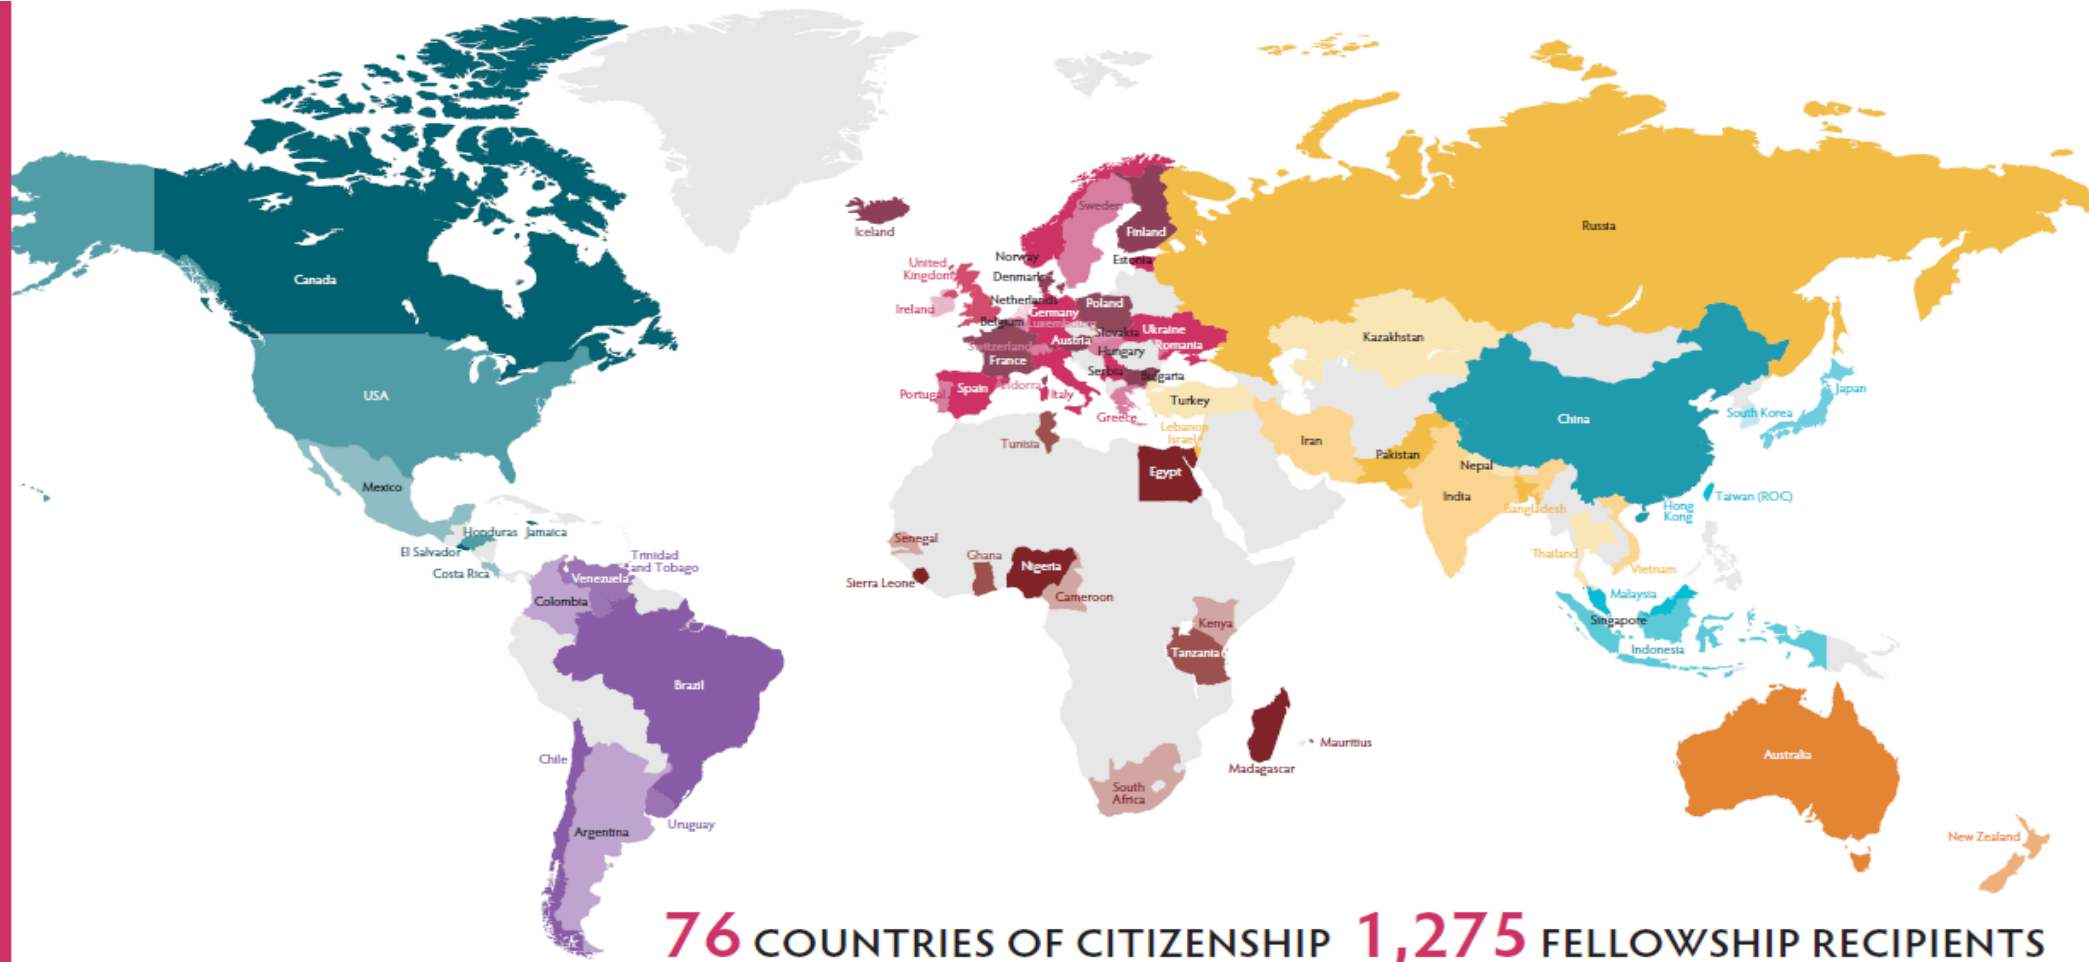 Canada
USA
Mexico
Honduras
Jamaica
El Salvador
Costa Rica
Trinidad
and Tobago
Venezuela
Colombia
Brazil
Chile
Argentina
Uruguay
Iceland
Sweden
Finland
Norway
Estonia
United
Kingdom
Denmark
Netherlands
Ireland
Poland
Germany
Belgium
Luxembourg
Slovakia
Ukraine
Switzerland
Austria
Romania
Hungary
France
Serbia
Bulgaria
Portugal
Spain
Andorra
Italy
Greece
Turkey
Lebanon
Israel
Tunisia
Egypt
Senegal
Sierra Leone
Ghana
Nigeria
Cameroon
Kenya
Tanzania
Madagascar
Mauritius
South
Africa
Russia
Kazakhstan
Iran
Pakistan
Nepal
India
Bangladesh
China
Japan
South Korea
Taiwan (ROC)
Hong
Kong
Thailand
Vietnam
Malaysia
Singapore
Indonesia
Australia
New Zealand
76 COUNTRIES OF CITIZENSHIP 1,275 FELLOWSHIP RECIPIENTS